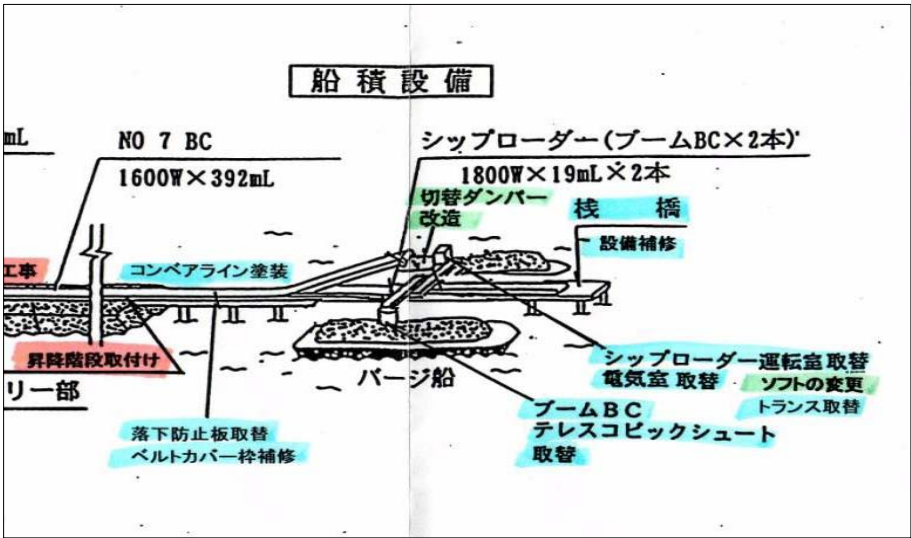 船積設備
mL
NO 7 BC
1600W×392mL
シップローダー(ブームBC×2本)
1800W×19mL×2本
切替ダンパー
改造
桟橋
設備補修
工事
コンベアライン塗装
昇降階段取付け
リー部
バージ船
シップローダー運転室取替
電気室取替
ソフトの変更
トランス取替
ブームBC
テレスコピックシュート
取替
落下防止板取替
ベルトカバー枠補修